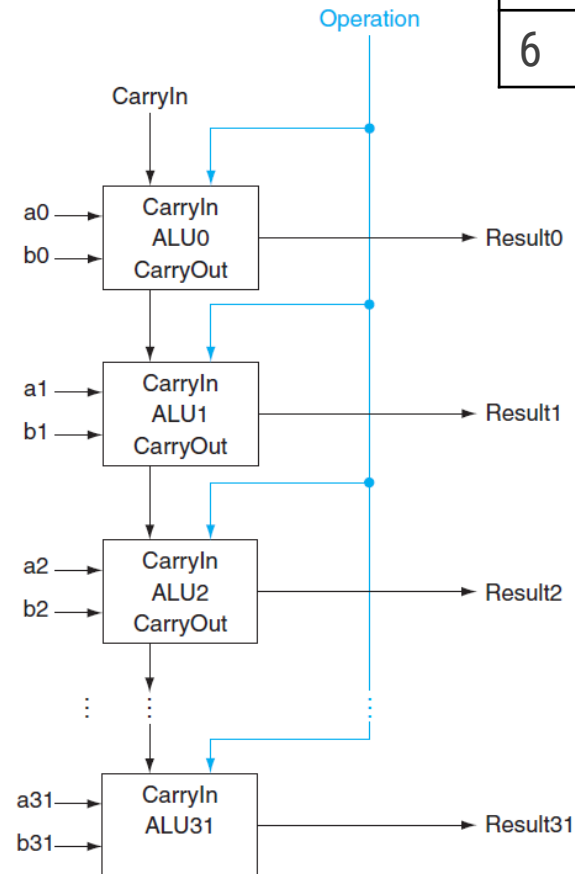 Operation
6
CarryIn
a0
b0
CarryIn
ALU0
CarryOut
Result0
a1
b1
CarryIn
ALU1
CarryOut
Result1
a2
b2
CarryIn
ALU2
CarryOut
Result2
a31
b31
CarryIn
ALU31
Result31